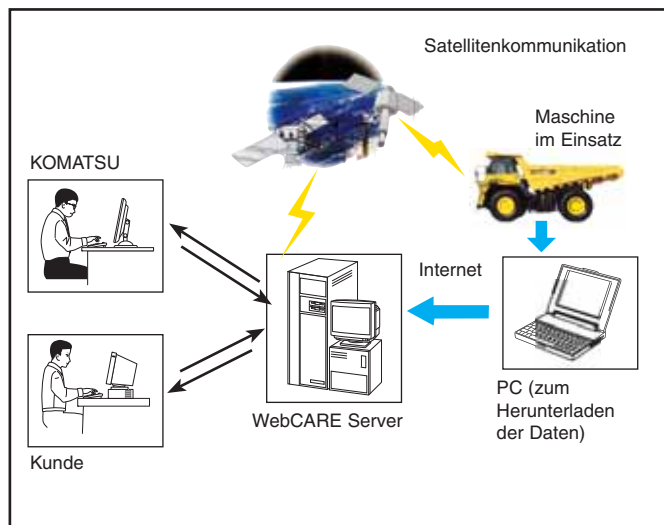 Satellitenkommunikation
Maschine
im Einsatz
KOMATSU
Internet
PC (zum
Herunterladen
der Daten)
WebCARE Server
Kunde